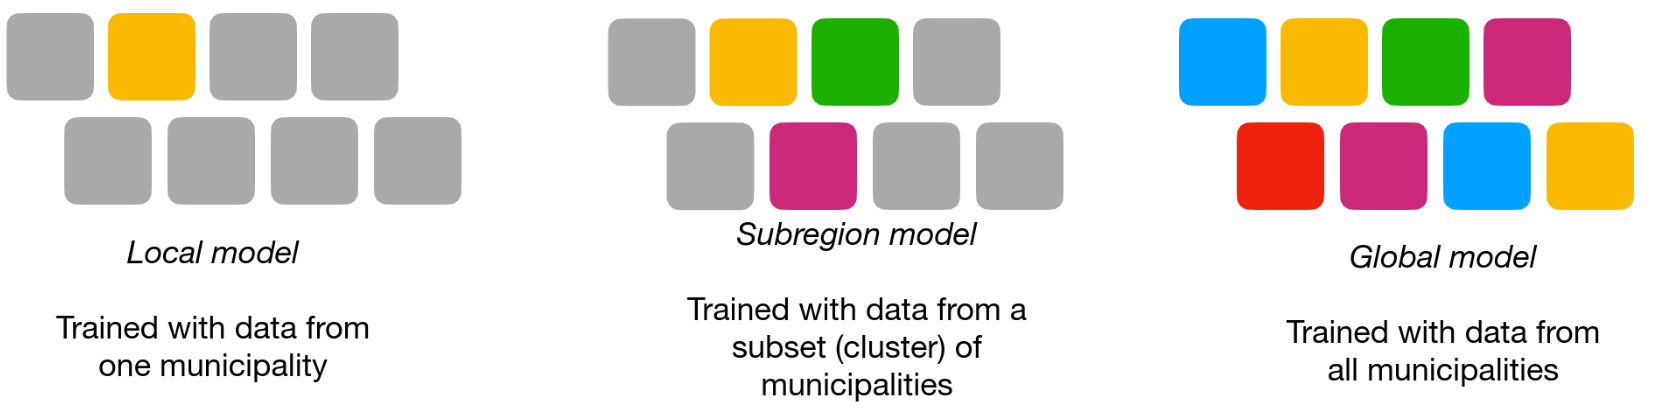 Local model
Trained with data from
one municipality
Subregion model
Trained with data from a
subset (cluster) of
municipalities
Global model
Trained with data from
all municipalities